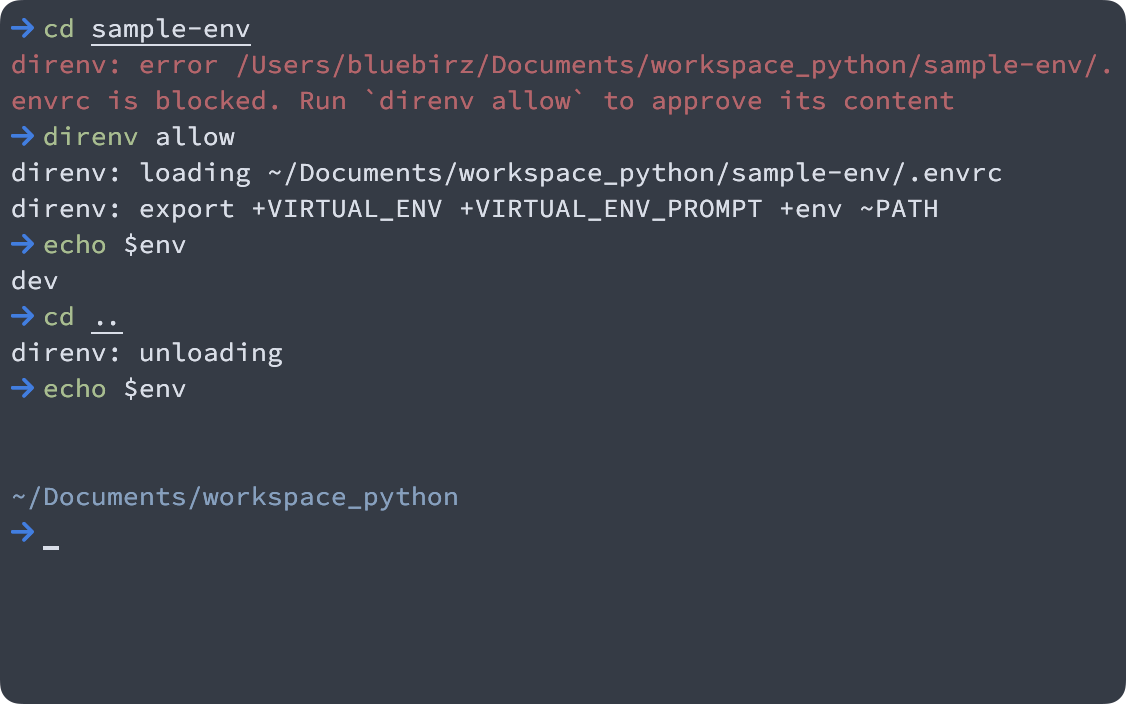 → cd sample-env
direnv: error /Users/bluebirz/Documents/workspace_python/sample-env/.
envrc is blocked. Run `direnv allow` to approve its content
→ direnv allow
direnv: loading ~/Documents/workspace_python/sample-env/.envrc
direnv: export +VIRTUAL_ENV +VIRTUAL_ENV_PROMPT +env ~PATH
→ echo $env
dev
→ cd ..
direnv: unloading
→ echo $env
~/Documents/workspace_python
→ _